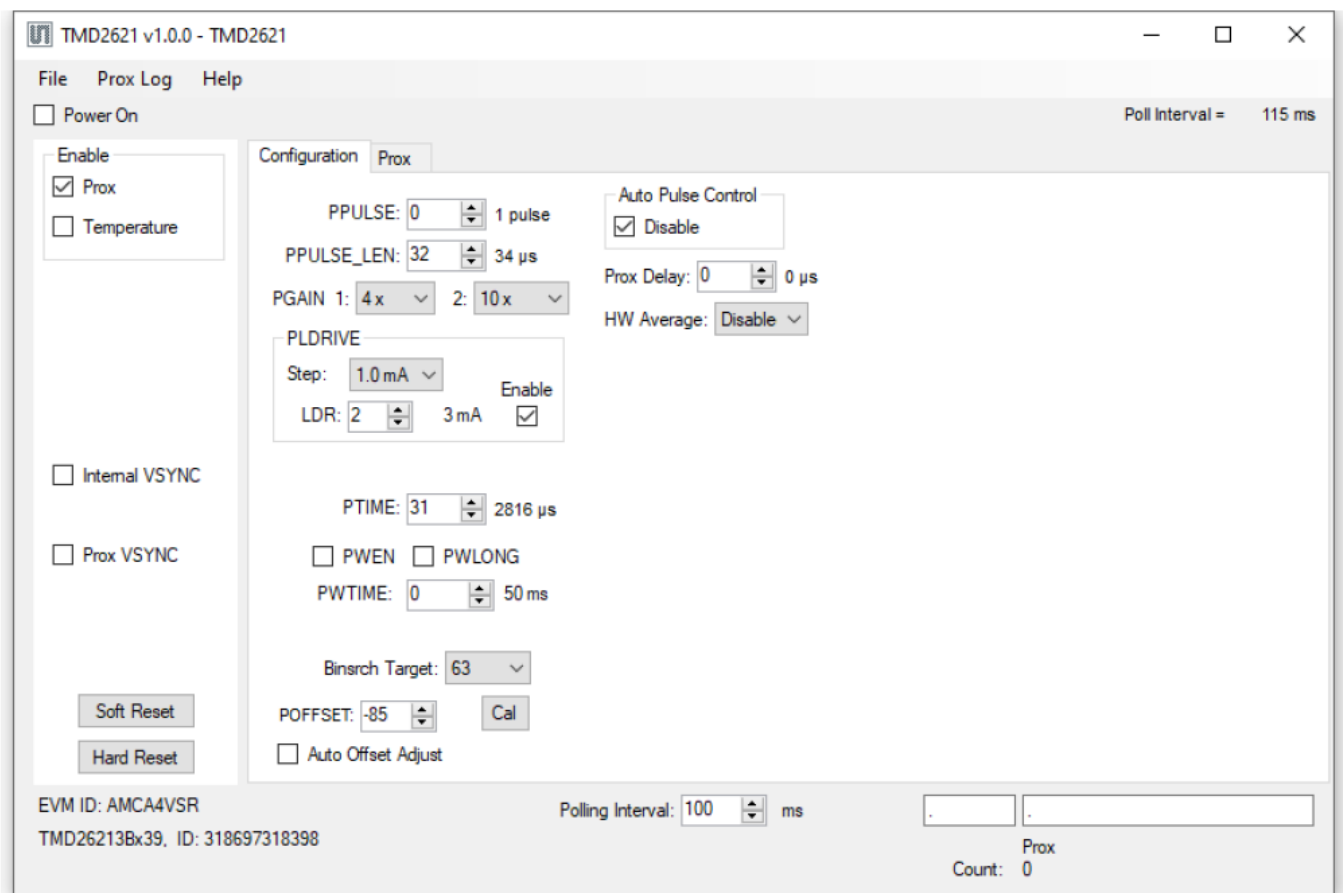 TMD2621 v1.0.0 - TMD2621
File Prox Log Help
Power On
Poll Interval = 115 ms
Enable
Prox
Temperature
Internal VSYNC
Prox VSYNC
Soft Reset
Hard Reset
Configuration Prox
PPULSE: 0 1 pulse
PPULSE_LEN: 32 34 µs
PGAIN 1: 4 x 2: 10 x
PLDRIVE
Step: 1.0 mA
Enable
LDR: 2 3 mA
PTIME: 31 2816 µs
PWEN PWLONG
PWTIME: 0 50 ms
Binsrch Target: 63
POFFSET: -85 Cal
Auto Offset Adjust
Auto Pulse Control
Disable
Prox Delay: 0 0 µs
HW Average: Disable
EVM ID: AMCA4VSR
TMD26213Bx39, ID: 318697318398
Polling Interval: 100 ms
. .
Prox
Count: 0